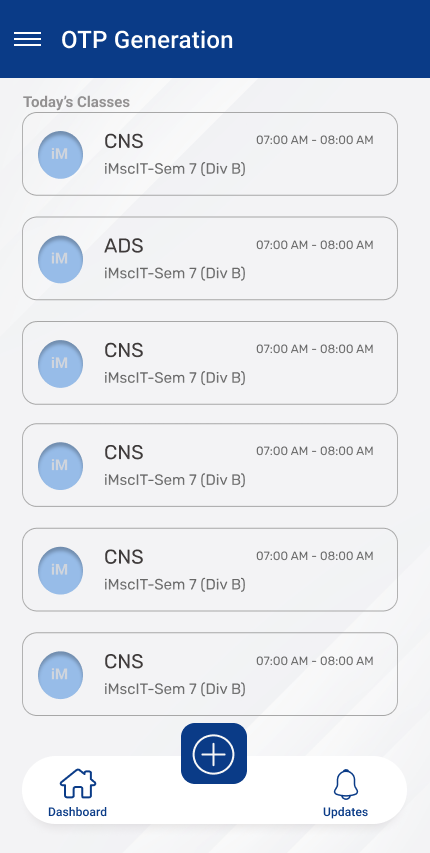 OTP Generation
Today's Classes
iM
CNS
07:00 AM - 08:00 AM
iMscIT-Sem 7 (Div B)
iM
ADS
07:00 AM - 08:00 AM
iMscIT-Sem 7 (Div B)
iM
CNS
07:00 AM - 08:00 AM
iMscIT-Sem 7 (Div B)
iM
CNS
07:00 AM - 08:00 AM
iMscIT-Sem 7 (Div B)
iM
CNS
07:00 AM - 08:00 AM
iMscIT-Sem 7 (Div B)
iM
CNS
07:00 AM - 08:00 AM
iMscIT-Sem 7 (Div B)
Dashboard
Updates